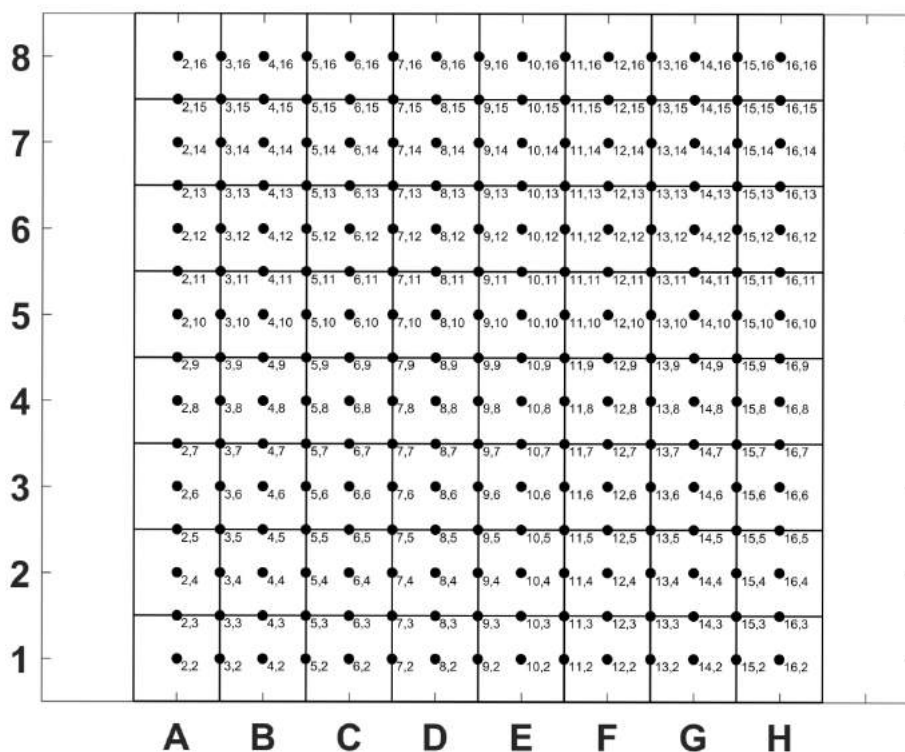 8 2,16 3,16 4,16 5,16 6,16 7,16 8,16 9,16 10,16 11,16 12,16 13,16 14,16 15,16 16,16
2,15 3,15 4,15 5,15 6,15 7,15 8,15 9,15 10,15 11,15 12,15 13,15 14,15 15,15 16,15
7 2,14 3,14 4,14 5,14 6,14 7,14 8,14 9,14 10,14 11,14 12,14 13,14 14,14 15,14 16,14
2,13 3,13 4,13 5,13 6,13 7,13 8,13 9,13 10,13 11,13 12,13 13,13 14,13 15,13 16,13
6 2,12 3,12 4,12 5,12 6,12 7,12 8,12 9,12 10,12 11,12 12,12 13,12 14,12 15,12 16,12
2,11 3,11 4,11 5,11 6,11 7,11 8,11 9,11 10,11 11,11 12,11 13,11 14,11 15,11 16,11
5 2,10 3,10 4,10 5,10 6,10 7,10 8,10 9,10 10,10 11,10 12,10 13,10 14,10 15,10 16,10
2,9 3,9 4,9 5,9 6,9 7,9 8,9 9,9 10,9 11,9 12,9 13,9 14,9 15,9 16,9
4 2,8 3,8 4,8 5,8 6,8 7,8 8,8 9,8 10,8 11,8 12,8 13,8 14,8 15,8 16,8
2,7 3,7 4,7 5,7 6,7 7,7 8,7 9,7 10,7 11,7 12,7 13,7 14,7 15,7 16,7
3 2,6 3,6 4,6 5,6 6,6 7,6 8,6 9,6 10,6 11,6 12,6 13,6 14,6 15,6 16,6
2,5 3,5 4,5 5,5 6,5 7,5 8,5 9,5 10,5 11,5 12,5 13,5 14,5 15,5 16,5
2 2,4 3,4 4,4 5,4 6,4 7,4 8,4 9,4 10,4 11,4 12,4 13,4 14,4 15,4 16,4
2,3 3,3 4,3 5,3 6,3 7,3 8,3 9,3 10,3 11,3 12,3 13,3 14,3 15,3 16,3
1 2,2 3,2 4,2 5,2 6,2 7,2 8,2 9,2 10,2 11,2 12,2 13,2 14,2 15,2 16,2
A B C D E F G H